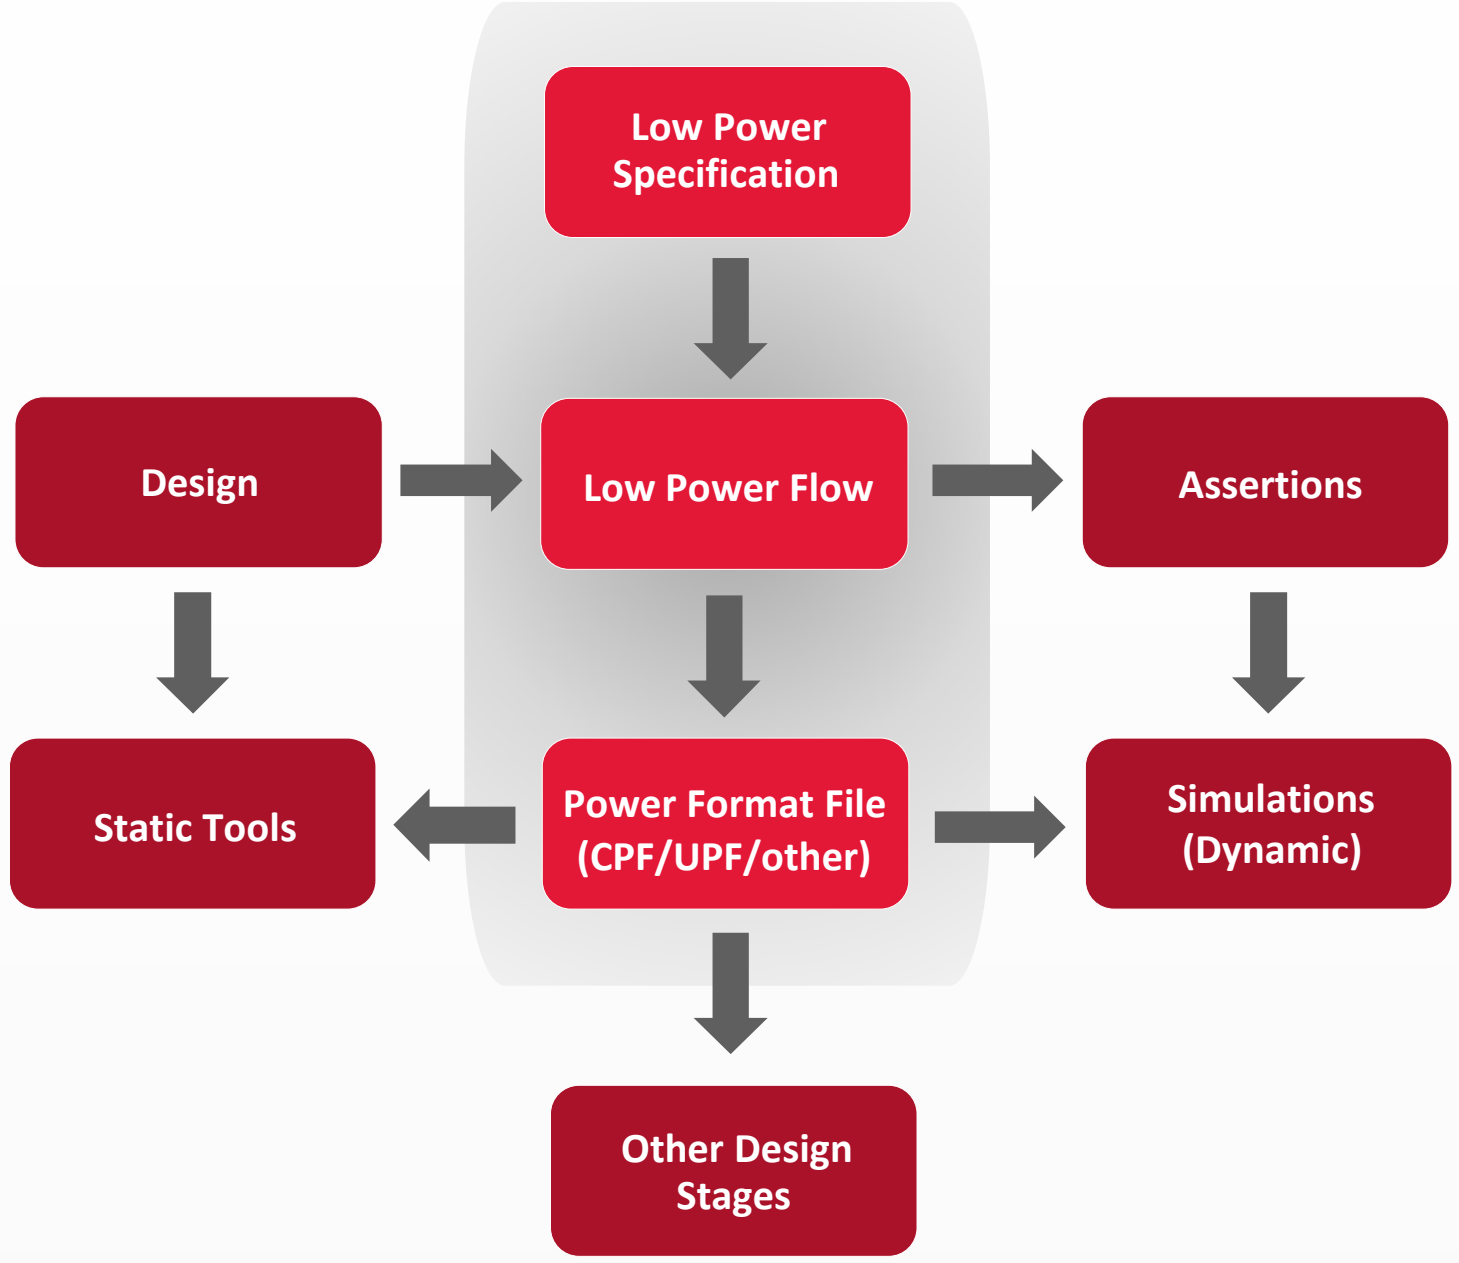 Low Power
Specification
Design
Low Power Flow
Assertions
Static Tools
Power Format File
(CPF/UPF/other)
Simulations
(Dynamic)
Other Design
Stages